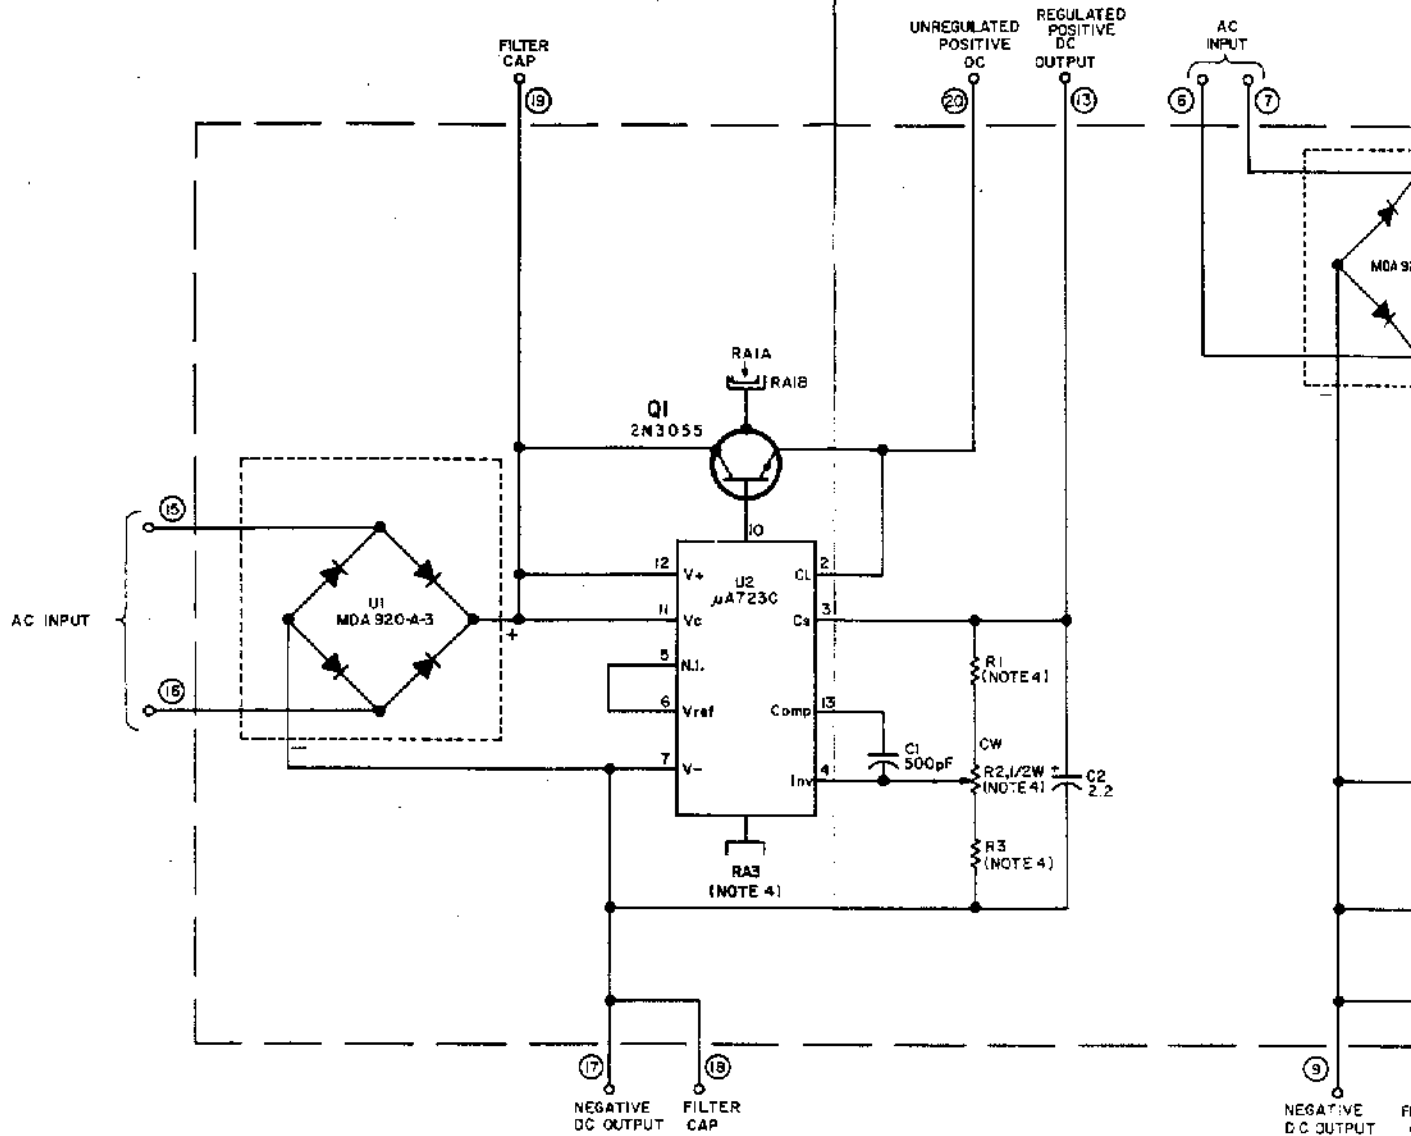 FILTER
CAP
19
UNREGULATED
POSITIVE
DC
20
REGULATED
POSITIVE
DC
OUTPUT
13
AC
INPUT
6
7
RA1A
RA1B
Q1
2N3055
MDA 92
15
AC INPUT
16
U1
MDA 920-A-3
+
10
U2
µA723C
12
V+
11
Vc
5
N.I.
6
Vref
7
V-
CL
2
Cs
3
Comp
13
Inv
4
R1
(NOTE 4)
C1
500pF
CW
R2, 1/2W
(NOTE 4)
+
C2
2.2
R3
(NOTE 4)
RA3
(NOTE 4)
17
NEGATIVE
DC OUTPUT
18
FILTER
CAP
9
NEGATIVE
DC OUTPUT